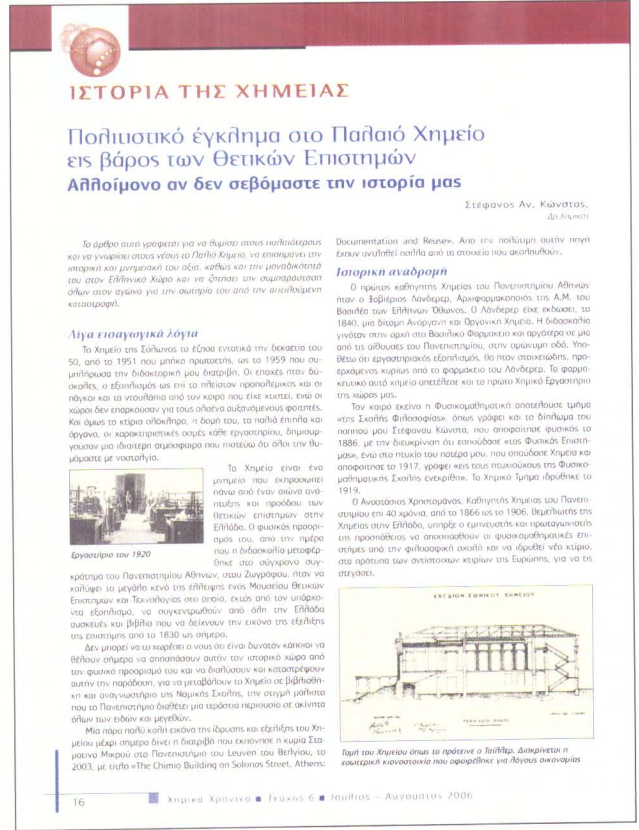 ΙΣΤΟΡΙΑ ΤΗΣ ΧΗΜΕΙΑΣ
Πολιτιστικό έγκλημα στο Παλαιό Χημείο
εις βάρος των Θετικών Επιστημών
Αλλοίμονο αν δεν σεβόμαστε την ιστορία μας
Στέφανος Αν. Κώνστας,
Δρ Χημικός
Το άρθρο αυτό γράφεται για να θυμίσει στους παλαιότερους
και να γνωρίσει στους νέους το Παλιό Χημείο, να επισημάνει την
ιστορική και μνημειακή του αξία, καθώς και την μοναδικότητά
του στον Ελληνικό Χώρο και να ζητήσει την συμπαράσταση
όλων στον αγώνα για την σωτηρία του από την απειλούμενη
καταστροφή.
Λίγα εισαγωγικά λόγια
Το Χημείο της Σόλωνος το έζησα εντατικά την δεκαετία του
50, από το 1951 που μπήκα πρωτοετής, ως το 1959 που συ-
μπλήρωσα την διδακτορική μου διατριβή. Οι εποχές ήταν δύ-
σκολες, ο εξοπλισμός ως επί το πλείστον προπολεμικός και οι
πάγκοι και τα ντουλάπια από τον καιρό που είχε χτιστεί, ενώ οι
χώροι δεν επαρκούσαν για τους ολοένα αυξανόμενους φοιτητές.
Και όμως το κτίριο ολόκληρο, η δομή του, τα παλιά έπιπλα και
όργανα, οι χαρακτηριστικές οσμές κάθε εργαστηρίου, δημιουρ-
γούσαν μια ιδιαίτερη ατμόσφαιρα που πιστεύω ότι όλοι την θυ-
μόμαστε με νοσταλγία.
Το Χημείο είναι ένα
μνημείο που εκπροσωπεί
πάνω από έναν αιώνα ανά-
πτυξης και προόδου των
θετικών επιστημών στην
Ελλάδα. Ο φυσικός προορι-
σμός του, από την ημέρα
που η διδασκαλία μεταφέρ-
θηκε στο σύγχρονο συγ-
Εργαστήριο του 1920
κρότημα του Πανεπιστημίου Αθηνών, στου Ζωγράφου, ήταν να
καλύψει το μεγάλο κενό της έλλειψης ενός Μουσείου Θετικών
Επιστημών και Τεχνολογίας στο οποίο, εκτός από τον υπάρχο-
ντα εξοπλισμό, να συγκεντρωθούν από όλη την Ελλάδα
συσκευές και βιβλία που να δείχνουν την εικόνα της εξέλιξης
της επιστήμης από το 1830 ως σήμερα.
Δεν μπορεί να το χωρέσει ο νους ότι είναι δυνατόν κάποιοι να
θέλουν σήμερα να αποσπάσουν αυτόν τον ιστορικό χώρο από
τον φυσικό προορισμό του και να διαλύσουν και καταστρέψουν
αυτήν την παράδοση, για να μεταβάλουν το Χημείο σε βιβλιοθή-
κη και αναγνωστήριο της Νομικής Σχολής, την στιγμή μάλιστα
που το Πανεπιστήμιο διαθέτει μια τεράστια περιουσία σε ακίνητα
όλων των ειδών και μεγεθών.
Μία πάρα πολύ καλή εικόνα της ίδρυσης και εξέλιξης του Χη-
μείου μέχρι σήμερα δίνει η διατριβή που εκπόνησε η κυρία Στα-
ματίνα Μικρού στο Πανεπιστήμιο του Leuven του Βελγίου, το
2003, με τίτλο «The Chimio Building on Solonos Street, Athens:
Documentation and Reuse». Από την πολύτιμη αυτήν πηγή
έχουν αντληθεί πολλά από τα στοιχεία που ακολουθούν.
Ιστορική αναδρομή
Ο πρώτος καθηγητής Χημείας του Πανεπιστημίου Αθηνών
ήταν ο Ξαβέριος Λάνδερερ, Αρχιφαρμακοποιός της Α.Μ. του
Βασιλέα των Ελλήνων Όθωνος. Ο Λάνδερερ είχε εκδώσει, το
1840, μια δίτομη Ανόργανη και Οργανική Χημεία. Η διδασκαλία
γινόταν στην αρχή στο Βασιλικό Φαρμακείο και αργότερα σε μια
από τις αίθουσες του Πανεπιστημίου, στην ομώνυμη οδό. Υπο-
θέτω ότι εργαστηριακός εξοπλισμός, θα ήταν στοιχειώδης, προ-
ερχόμενος κυρίως από το φαρμακείο του Λάνδερερ. Το φαρμα-
κευτικό αυτό χημείο απετέλεσε και το πρώτο Χημικό Εργαστήριο
της χώρας μας.
Τον καιρό εκείνο η Φυσικομαθηματική αποτελούσε τμήμα
«της Σχολής Φιλοσοφίας», όπως γράφει και το δίπλωμα του
παππού μου Στέφανου Κώνστα, που αποφοίτησε φυσικός το
1886, με την διευκρίνιση ότι εσπούδασε «τας Φυσικάς Επιστή-
μας», ενώ στο πτυχίο του πατέρα μου, που σπούδασε Χημεία και
αποφοίτησε το 1917, γράφει «εις τους πτυχιούχους της Φυσικο-
μαθηματικής Σχολής ενεκρίθη». Το Χημικό Τμήμα ιδρύθηκε το
1919.
Ο Αναστάσιος Χρηστομάνος, Καθηγητής Χημείας του Πανεπι-
στημίου επί 40 χρόνια, από το 1866 ως το 1906, θεμελιωτής της
Χημείας στην Ελλάδα, υπήρξε ο εμπνευστής και πρωταγωνιστής
της προσπάθειας να αποσπασθούν οι φυσικομαθηματικές επι-
στήμες από την φιλοσοφική σχολή και να ιδρυθεί νέο κτίριο,
στα πρότυπα των αντίστοιχων κτιρίων της Ευρώπης, για να τις
στεγάσει.
ΣΧΕΔΙΟΝ ΕΘΝΙΚΟΥ ΧΗΜΕΙΟΥ
Τομή του Χημείου όπως το πρότεινε ο Τσίλλερ. Διακρίνεται η
εσωτερική κιονοστοιχία που αφαιρέθηκε για λόγους οικονομίας
16
Χημικά Χρονικά ■ Τεύχος 6 ■ Ιούλιος - Αύγουστος 2006